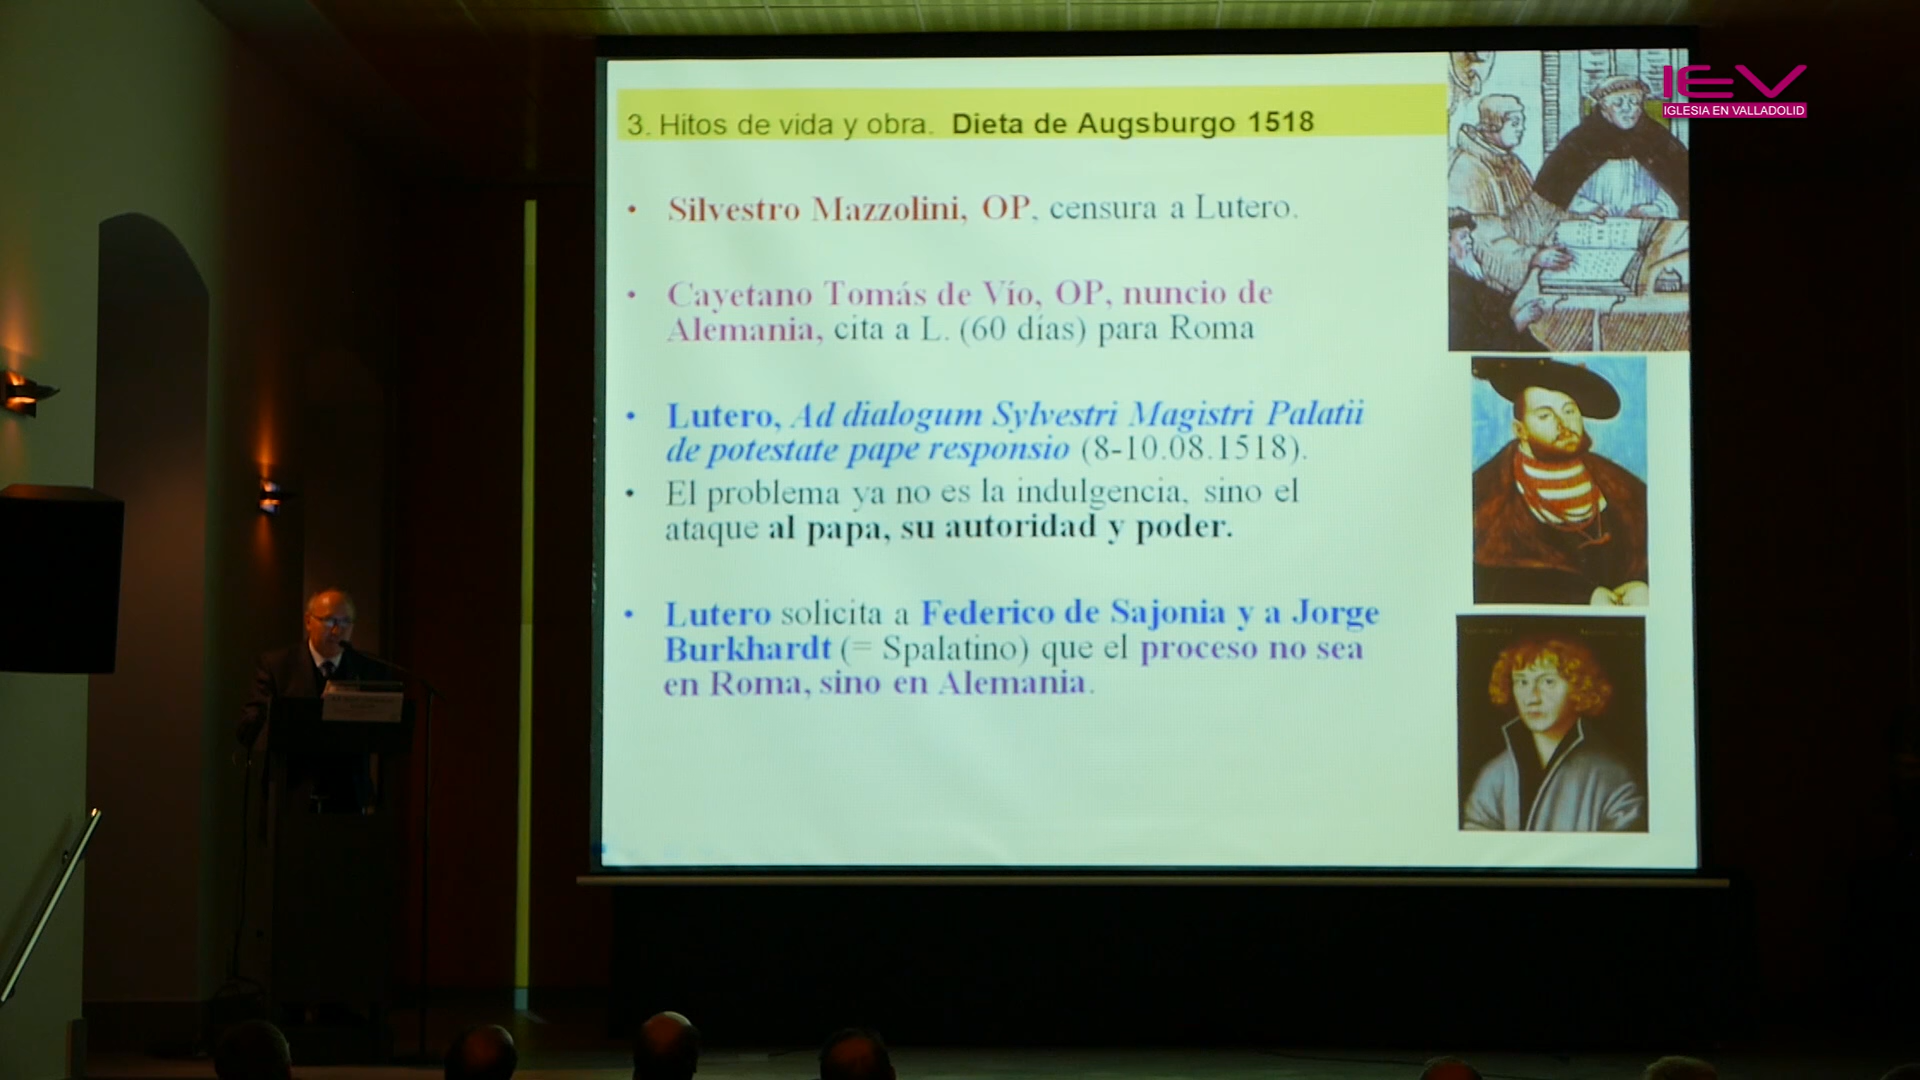 IEV
IGLESIA EN VALLADOLID
3. Hitos de vida y obra. Dieta de Augsburgo 1518
• Silvestro Mazzolini, OP, censura a Lutero.
• Cayetano Tomás de Vío, OP, nuncio de
Alemania, cita a L. (60 días) para Roma
• Lutero, Ad dialogum Sylvestri Magistri Palatii
de potestate pape responsio (8-10.08.1518).
• El problema ya no es la indulgencia, sino el
ataque al papa, su autoridad y poder.
• Lutero solicita a Federico de Sajonia y a Jorge
Burkhardt (= Spalatino) que el proceso no sea
en Roma, sino en Alemania.